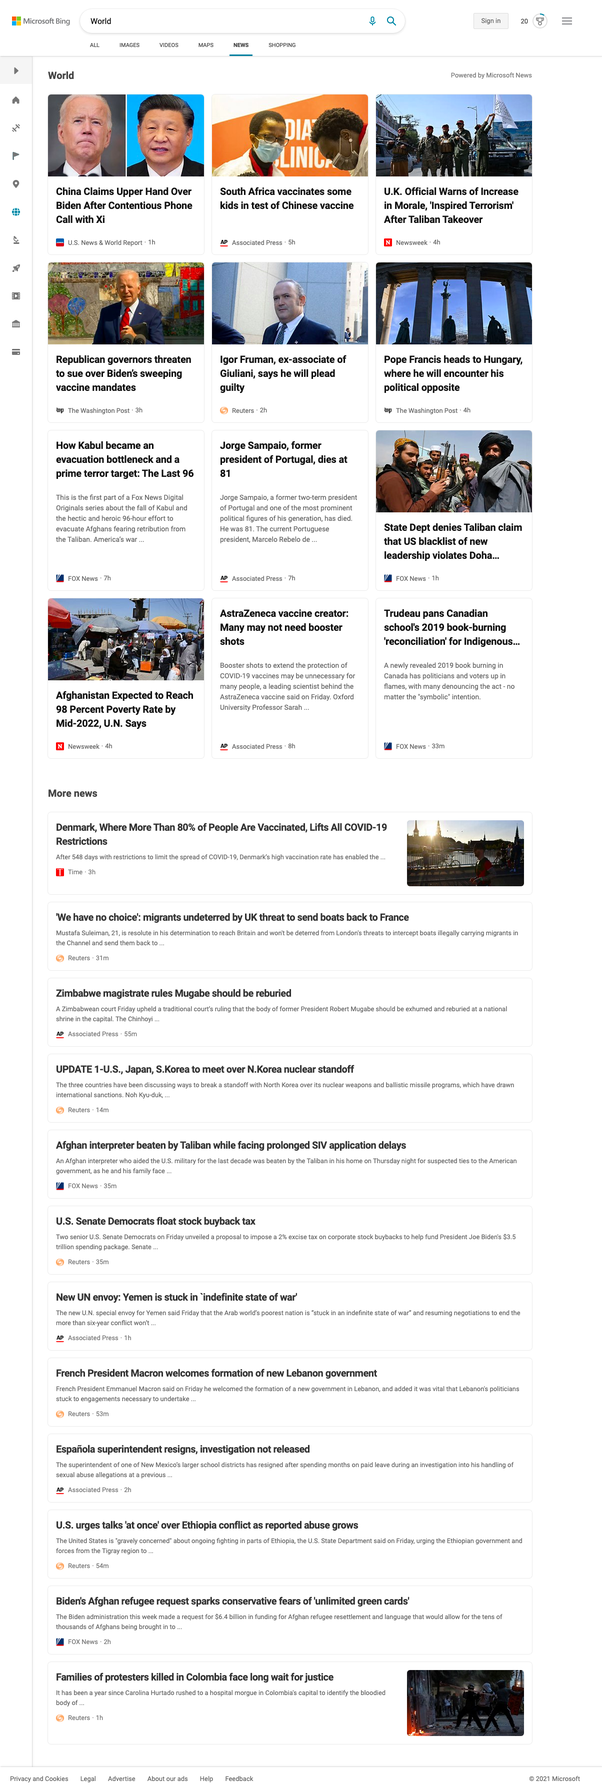 Microsoft Bing
World
Sign in
20
ALL IMAGES VIDEOS MAPS NEWS SHOPPING
World
Powered by Microsoft News
China Claims Upper Hand Over
Biden After Contentious Phone
Call with Xi
U.S. News & World Report · 1h
South Africa vaccinates some
kids in test of Chinese vaccine
AP Associated Press · 5h
U.K. Official Warns of Increase
in Morale, 'Inspired Terrorism'
After Taliban Takeover
N Newsweek · 4h
Republican governors threaten
to sue over Biden's sweeping
vaccine mandates
wp The Washington Post · 3h
Igor Fruman, ex-associate of
Giuliani, says he will plead
guilty
Reuters · 2h
Pope Francis heads to Hungary,
where he will encounter his
political opposite
wp The Washington Post · 4h
How Kabul became an
evacuation bottleneck and a
prime terror target: The Last 96
This is the first part of a Fox News Digital
Originals series about the fall of Kabul and
the hectic and heroic 96-hour effort to
evacuate Afghans fearing retribution from
the Taliban. America's war ...
FOX News · 7h
Jorge Sampaio, former
president of Portugal, dies at
81
Jorge Sampaio, a former two-term president
of Portugal and one of the most prominent
political figures of his generation, has died.
He was 81. The current Portuguese
president, Marcelo Rebelo de ...
AP Associated Press · 7h
State Dept denies Taliban claim
that US blacklist of new
leadership violates Doha...
FOX News · 1h
Afghanistan Expected to Reach
98 Percent Poverty Rate by
Mid-2022, U.N. Says
N Newsweek · 4h
AstraZeneca vaccine creator:
Many may not need booster
shots
Booster shots to extend the protection of
COVID-19 vaccines may be unnecessary for
many people, a leading scientist behind the
AstraZeneca vaccine said on Friday. Oxford
University Professor Sarah ...
AP Associated Press · 8h
Trudeau pans Canadian
school's 2019 book-burning
'reconciliation' for Indigenous...
A newly revealed 2019 book burning in
Canada has politicians and voters up in
flames, with many denouncing the act - no
matter the "symbolic" intention.
FOX News · 33m
More news
Denmark, Where More Than 80% of People Are Vaccinated, Lifts All COVID-19
Restrictions
After 548 days with restrictions to limit the spread of COVID-19, Denmark's high vaccination rate has enabled the ...
T Time · 3h
'We have no choice': migrants undeterred by UK threat to send boats back to France
Mustafa Suleiman, 21, is resolute in his determination to reach Britain and won't be deterred from London's threats to intercept boats illegally carrying migrants in
the Channel and send them back to ...
Reuters · 31m
Zimbabwe magistrate rules Mugabe should be reburied
A Zimbabwean court Friday upheld a traditional court's ruling that the body of former President Robert Mugabe should be exhumed and reburied at a national
shrine in the capital. The Chinhoyi ...
AP Associated Press · 55m
UPDATE 1-U.S., Japan, S.Korea to meet over N.Korea nuclear standoff
The three countries have been discussing ways to break a standoff with North Korea over its nuclear weapons and ballistic missile programs, which have drawn
international sanctions. Noh Kyu-duk, ...
Reuters · 14m
Afghan interpreter beaten by Taliban while facing prolonged SIV application delays
An Afghan interpreter who aided the U.S. military for the last decade was beaten by the Taliban in his home on Thursday night for suspected ties to the American
government, as he and his family face ...
FOX News · 35m
U.S. Senate Democrats float stock buyback tax
Two senior U.S. Senate Democrats on Friday unveiled a proposal to impose a 2% excise tax on corporate stock buybacks to help fund President Joe Biden's $3.5
trillion spending package. Senate ...
Reuters · 35m
New UN envoy: Yemen is stuck in `indefinite state of war'
The new U.N. special envoy for Yemen said Friday that the Arab world's poorest nation is "stuck in an indefinite state of war" and resuming negotiations to end the
more than six-year conflict won't ...
AP Associated Press · 1h
French President Macron welcomes formation of new Lebanon government
French President Emmanuel Macron said on Friday he welcomed the formation of a new government in Lebanon, and added it was vital that Lebanon's politicians
stuck to engagements necessary to undertake ...
Reuters · 53m
Española superintendent resigns, investigation not released
The superintendent of one of New Mexico's larger school districts has resigned after spending months on paid leave during an investigation into his handling of
sexual abuse allegations at a previous ...
AP Associated Press · 2h
U.S. urges talks 'at once' over Ethiopia conflict as reported abuse grows
The United States is "gravely concerned" about ongoing fighting in parts of Ethiopia, the U.S. State Department said on Friday, urging the Ethiopian government and
forces from the Tigray region to ...
Reuters · 54m
Biden's Afghan refugee request sparks conservative fears of 'unlimited green cards'
The Biden administration this week made a request for $6.4 billion in funding for Afghan refugee resettlement and language that would allow for the tens of
thousands of Afghans being brought in to ...
FOX News · 2h
Families of protesters killed in Colombia face long wait for justice
It has been a year since Carolina Hurtado rushed to a hospital morgue in Colombia's capital to identify the bloodied
body of ...
Reuters · 1h
Privacy and Cookies Legal Advertise About our ads Help Feedback
© 2021 Microsoft